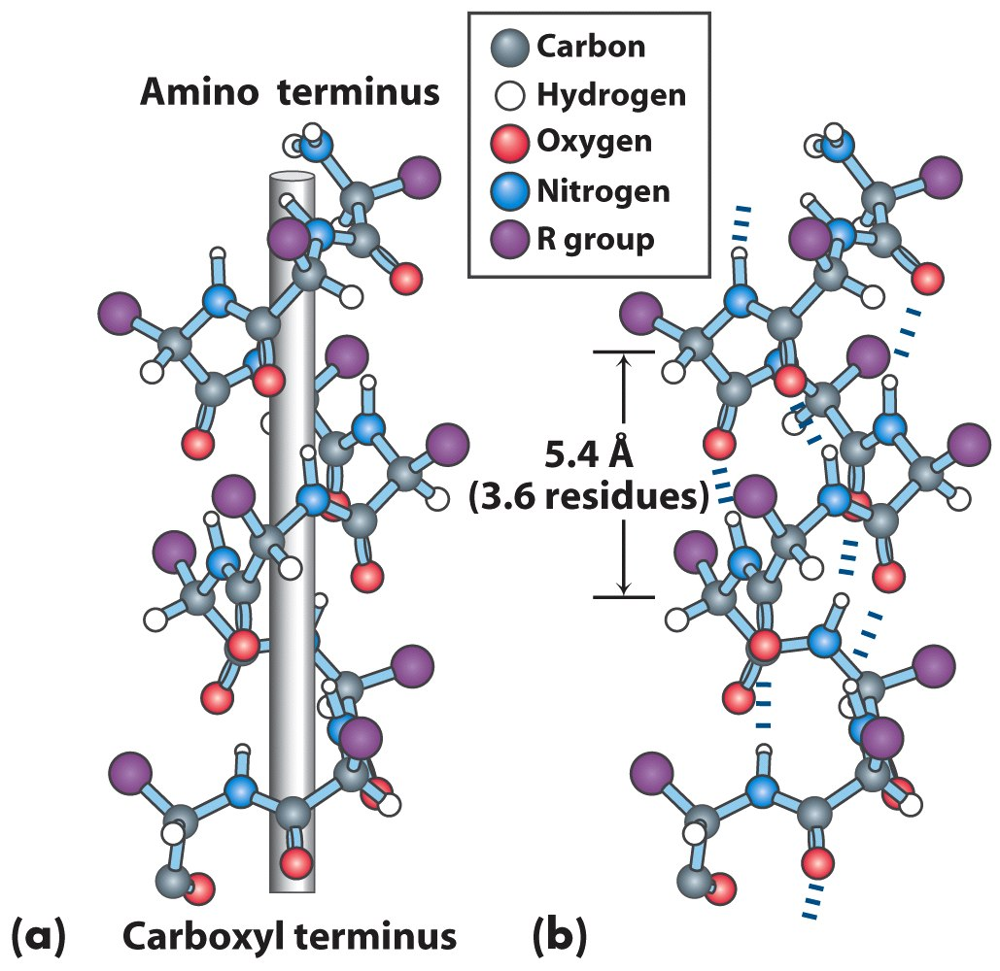 Carbon
Hydrogen
Oxygen
Nitrogen
R group
Amino terminus
5.4 Å
(3.6 residues)
(a)
Carboxyl terminus
(b)